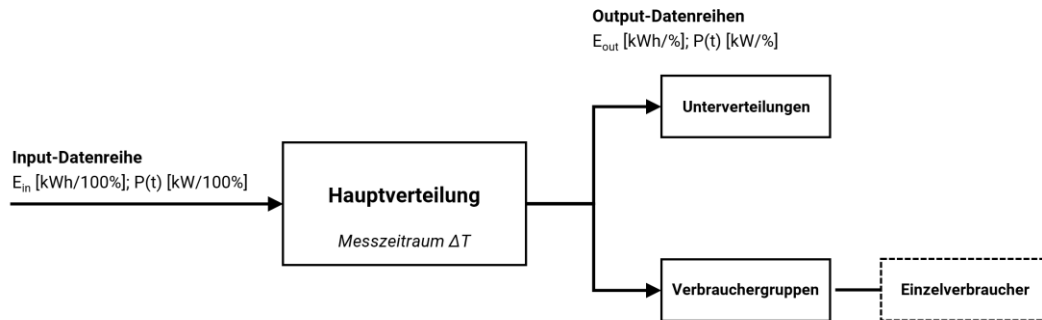 Output-Datenreihen
E_out [kWh/%]; P(t) [kW/%]
Unterverteilungen
Input-Datenreihe
E_in [kWh/100%]; P(t) [kW/100%]
Hauptverteilung
Messzeitraum ΔT
Verbrauchergruppen
Einzelverbraucher